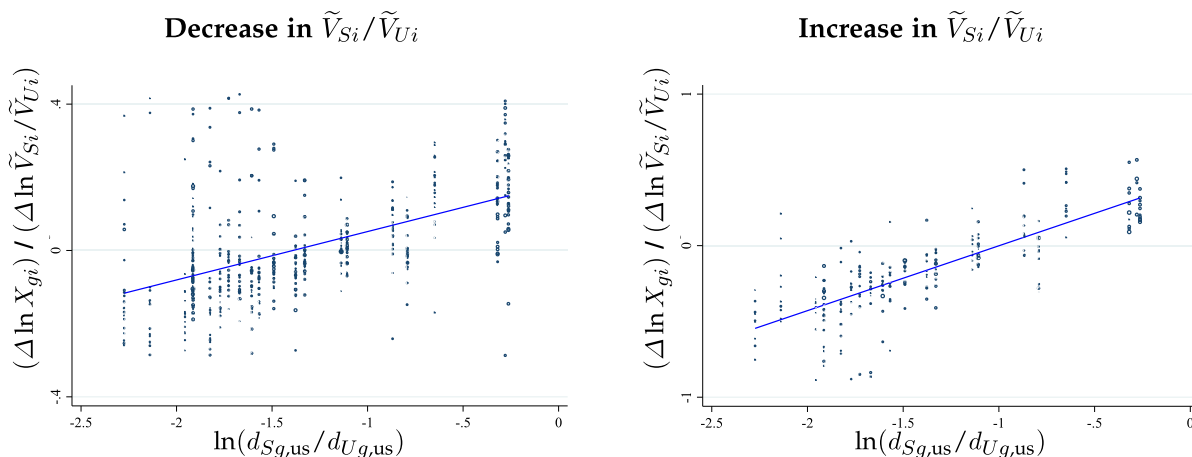 Decrease in Ṽ_Si/Ṽ_Ui
(Δ ln X_gi) / (Δ ln Ṽ_Si/Ṽ_Ui)
.4
0
-.4
-2.5 -2 -1.5 -1 -.5 0
ln(d_Sg,us/d_Ug,us)
Increase in Ṽ_Si/Ṽ_Ui
(Δ ln X_gi) / (Δ ln Ṽ_Si/Ṽ_Ui)
1
0
-1
-2.5 -2 -1.5 -1 -.5 0
ln(d_Sg,us/d_Ug,us)